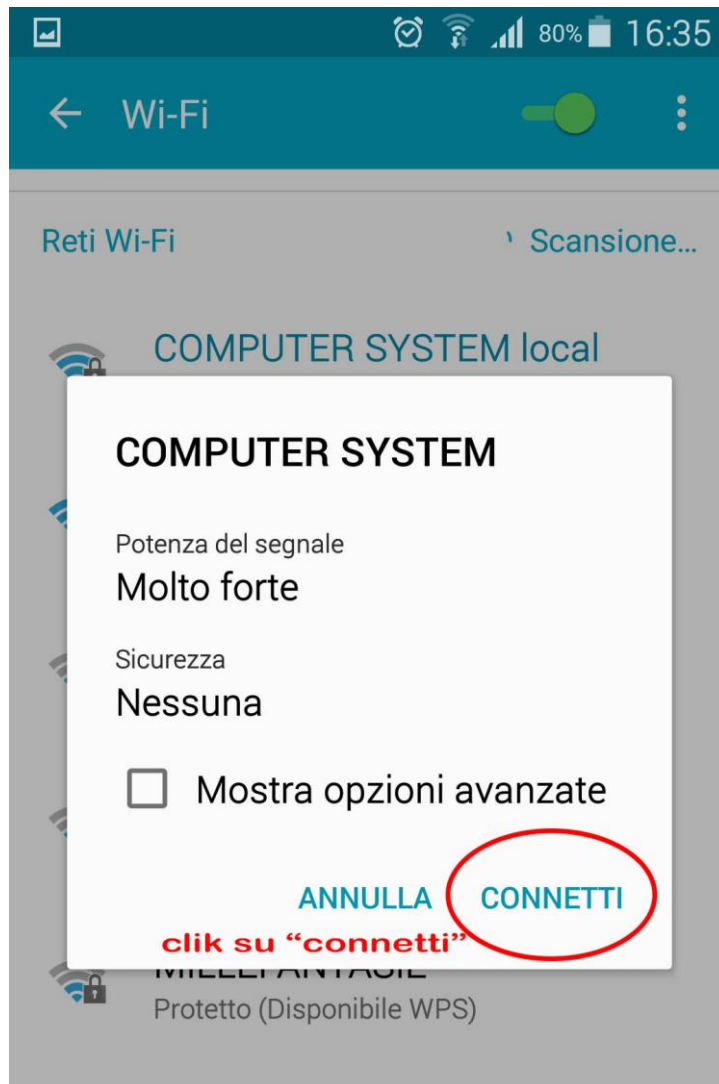 80% 16:35
Wi-Fi
Reti Wi-Fi Scansione...
COMPUTER SYSTEM local
COMPUTER SYSTEM
Potenza del segnale
Molto forte
Sicurezza
Nessuna
Mostra opzioni avanzate
ANNULLA CONNETTI
clik su “connetti”
Protetto (Disponibile WPS)